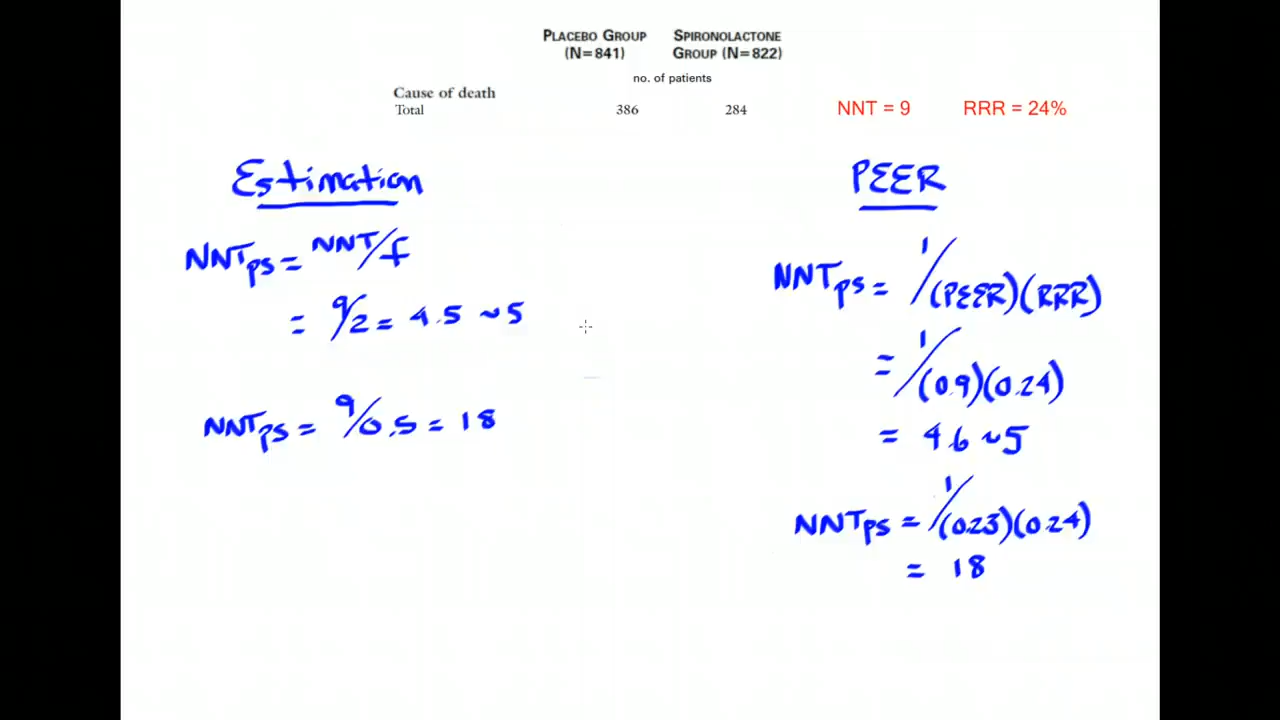 PLACEBO GROUP SPIRONOLACTONE
(N=841) GROUP (N=822)
no. of patients
Cause of death
Total 386 284 NNT = 9 RRR = 24%
Estimation
NNTps = NNT/f
= 9/2 = 4.5 ~5
NNTps = 9/0.5 = 18
PEER
NNTps = 1/(PEER)(RRR)
= 1/(0.9)(0.24)
= 4.6 ~5
NNTps = 1/(0.23)(0.24)
= 18